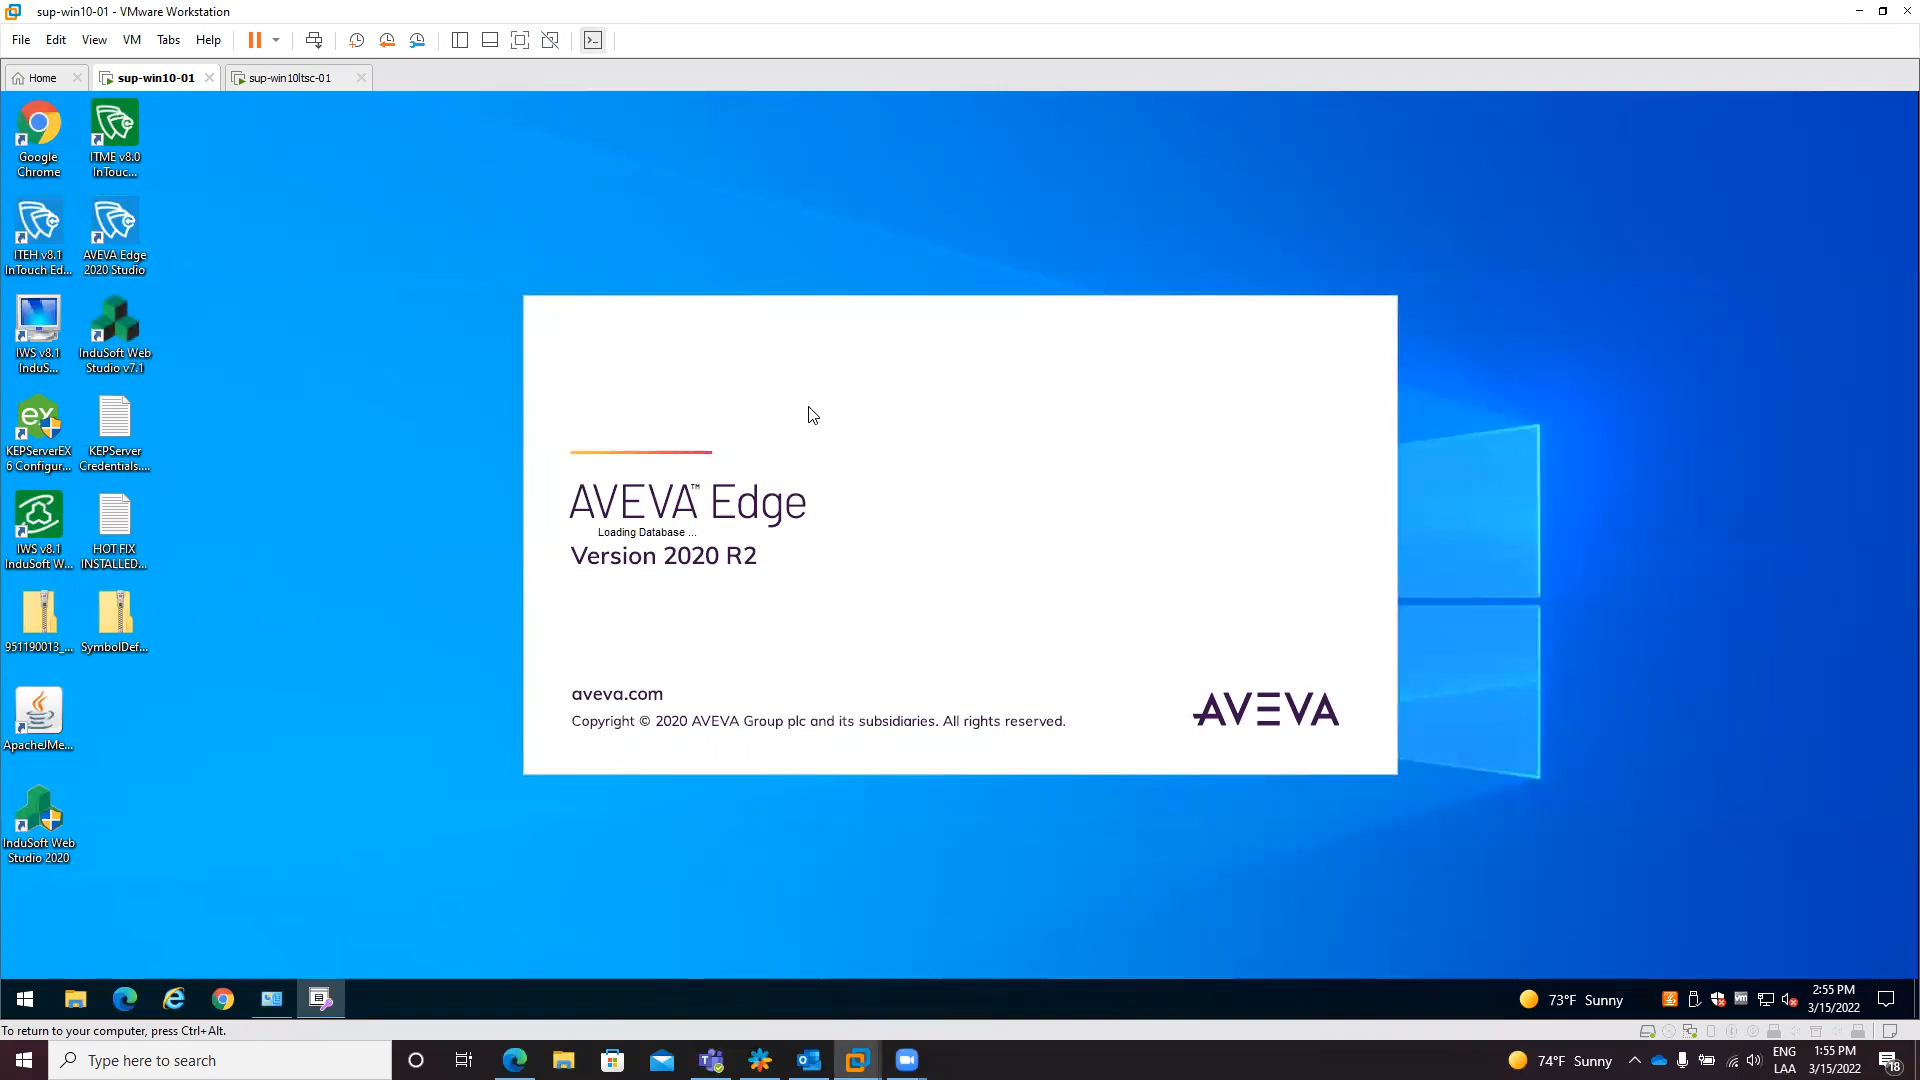 sup-win10-01 - VMware Workstation
File Edit View VM Tabs Help
Home sup-win10-01 sup-win10ltsc-01
Google Chrome
ITME v8.0 InTouc...
ITEH v8.1 InTouch Ed...
AVEVA Edge 2020 Studio
IWS v8.1 InduS...
InduSoft Web Studio v7.1
KEPServerEX 6 Configur...
KEPServer Credentials....
IWS v8.1 InduSoft W...
HOT FIX INSTALLED...
951190013_...
SymbolDef...
ApacheJMe...
InduSoft Web Studio 2020
AVEVA™ Edge
Loading Database ...
Version 2020 R2
aveva.com
Copyright © 2020 AVEVA Group plc and its subsidiaries. All rights reserved.
AVEVA
73°F Sunny
2:55 PM
3/15/2022
To return to your computer, press Ctrl+Alt.
Type here to search
74°F Sunny
ENG
LAA
1:55 PM
3/15/2022
18